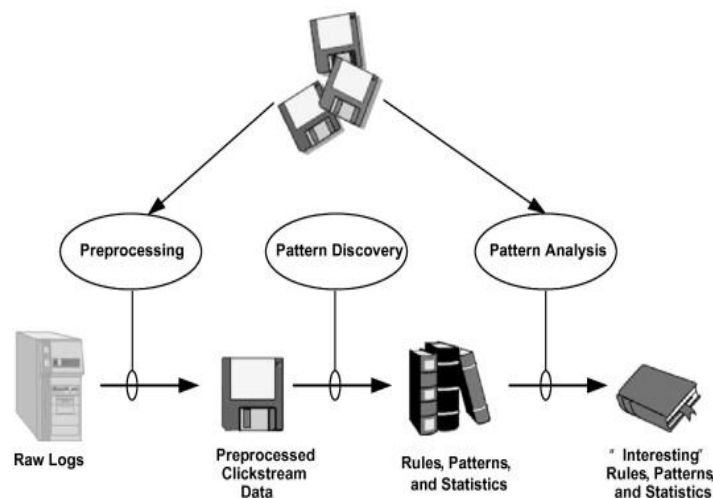 Preprocessing
Pattern Discovery
Pattern Analysis
Raw Logs
Preprocessed
Clickstream
Data
Rules, Patterns,
and Statistics
" Interesting"
Rules, Patterns,
and Statistics